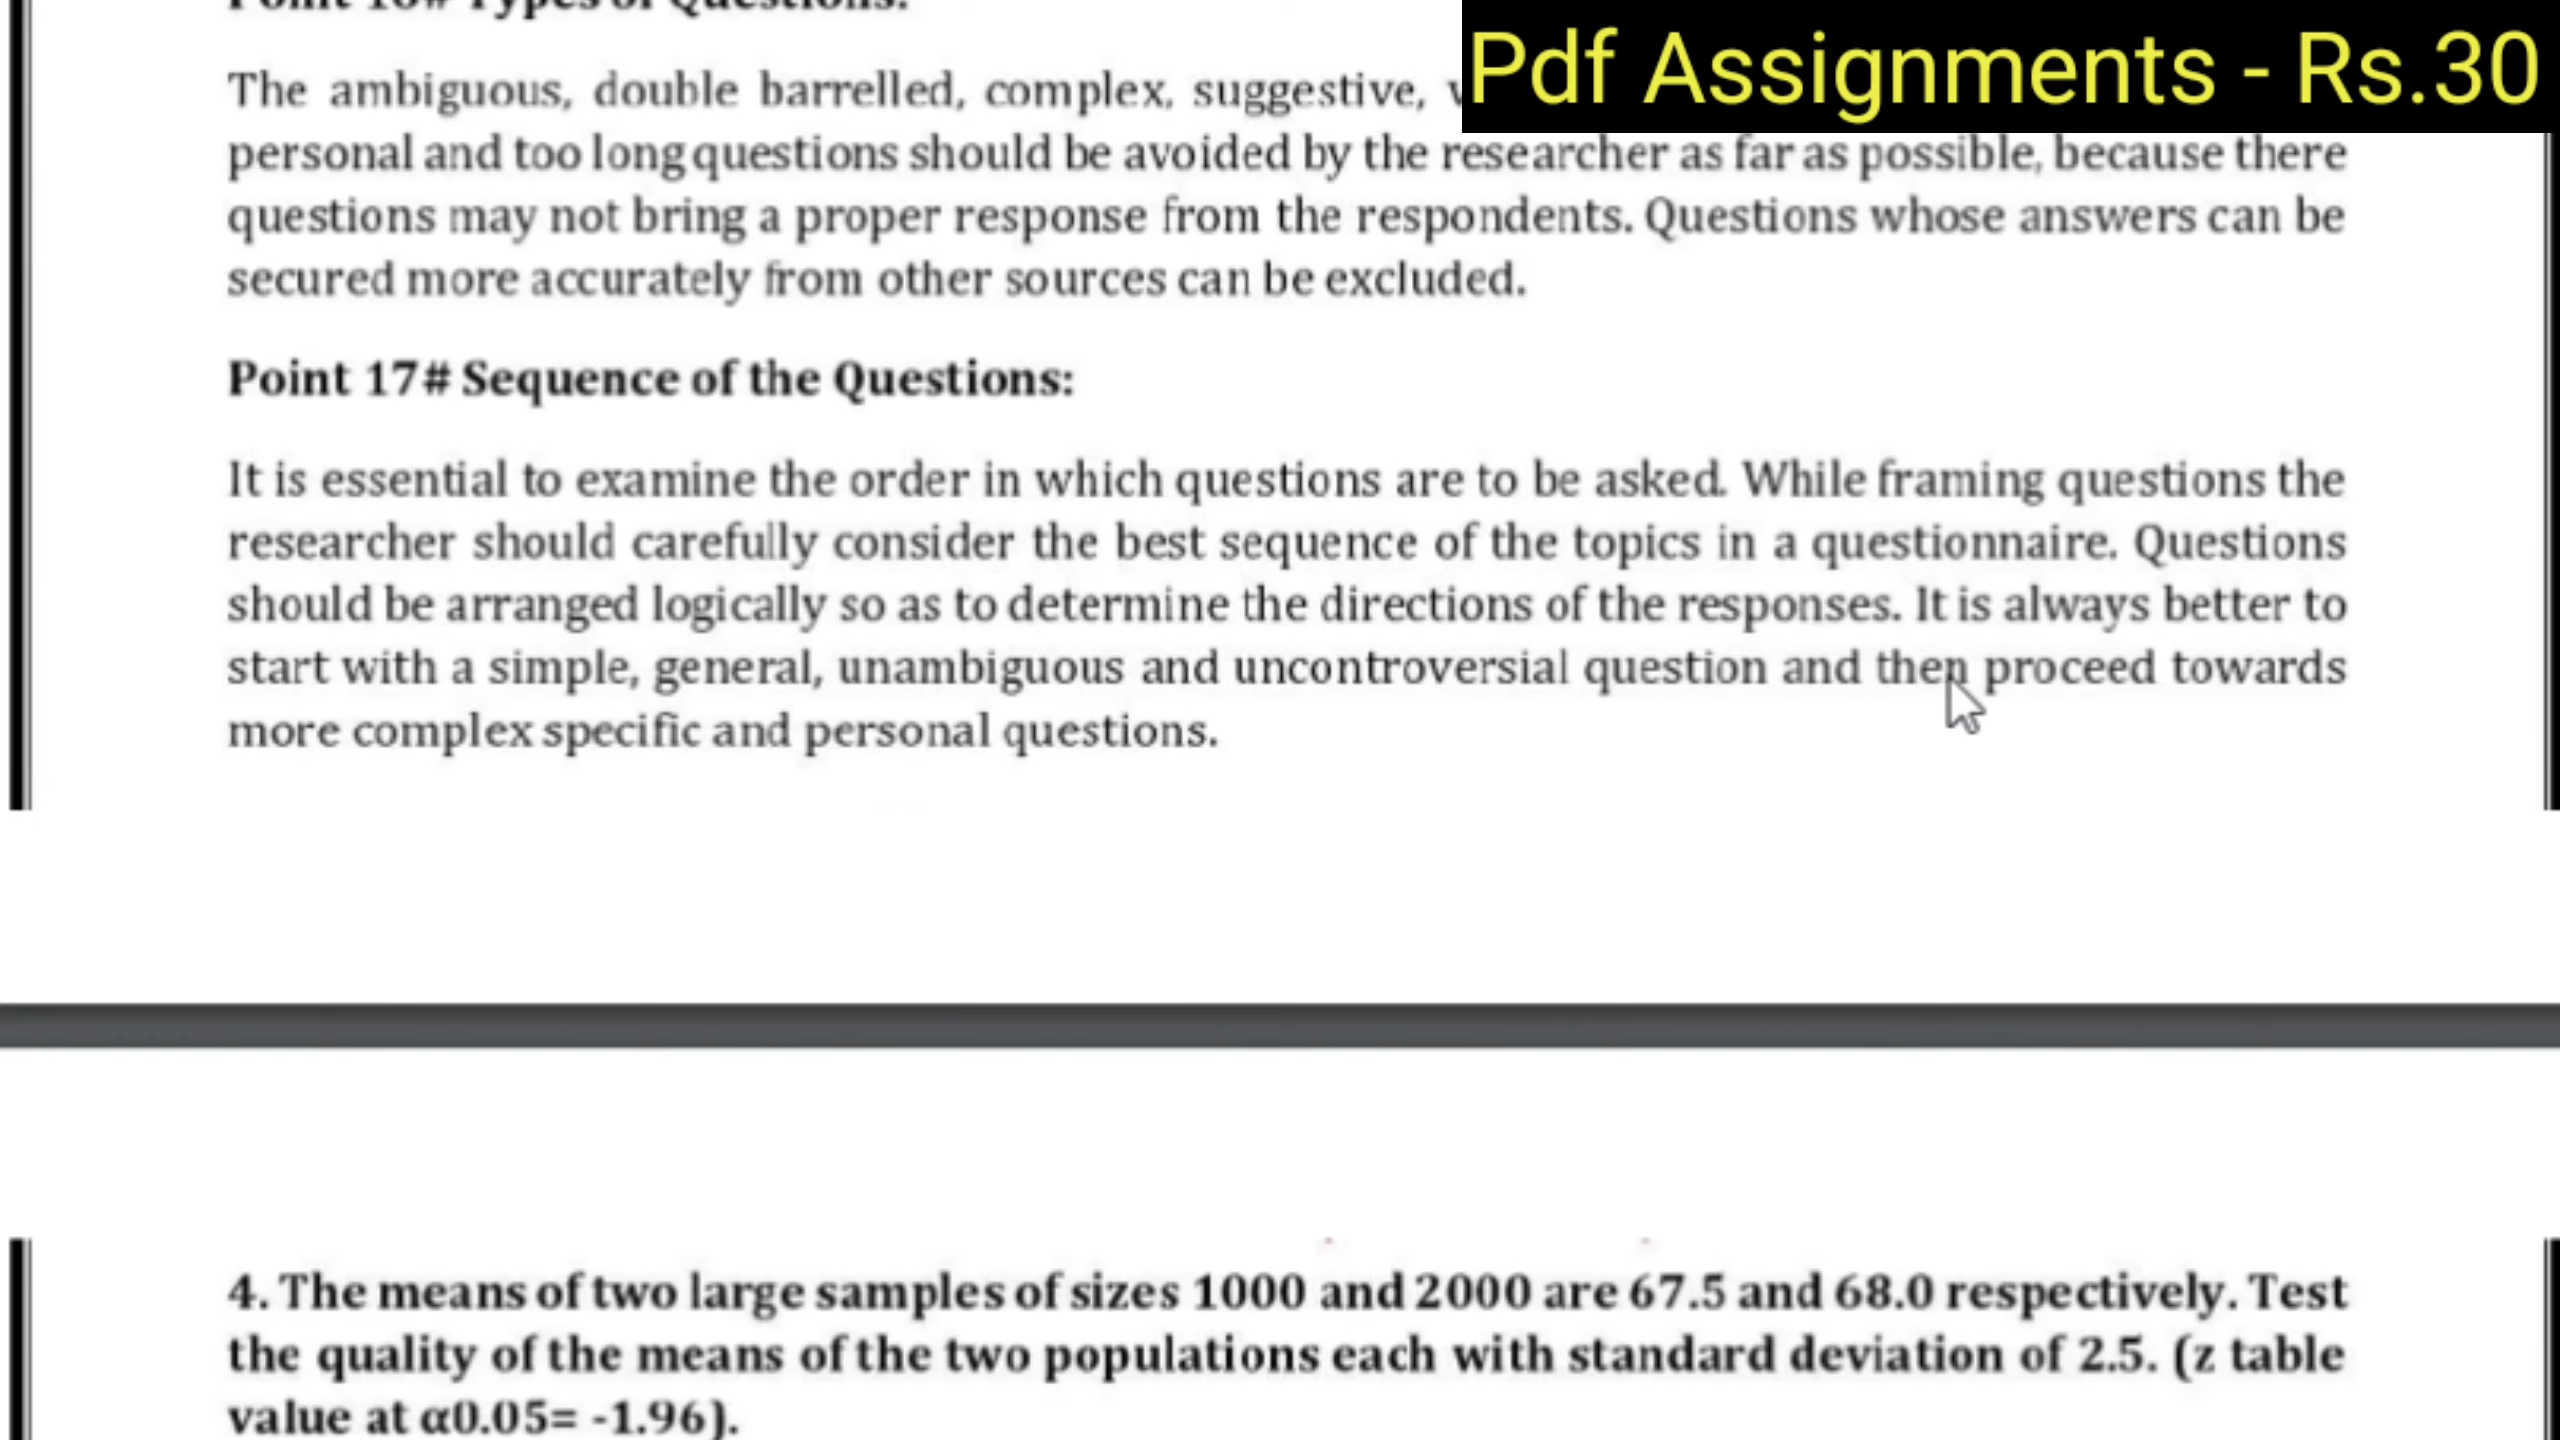 Point 16# Types of Questions:
Pdf Assignments - Rs.30
The ambiguous, double barrelled, complex, suggestive,
personal and too long questions should be avoided by the researcher as far as possible, because there
questions may not bring a proper response from the respondents. Questions whose answers can be
secured more accurately from other sources can be excluded.
Point 17# Sequence of the Questions:
It is essential to examine the order in which questions are to be asked. While framing questions the
researcher should carefully consider the best sequence of the topics in a questionnaire. Questions
should be arranged logically so as to determine the directions of the responses. It is always better to
start with a simple, general, unambiguous and uncontroversial question and then proceed towards
more complex specific and personal questions.
4. The means of two large samples of sizes 1000 and 2000 are 67.5 and 68.0 respectively. Test
the quality of the means of the two populations each with standard deviation of 2.5. (z table
value at α0.05= -1.96).